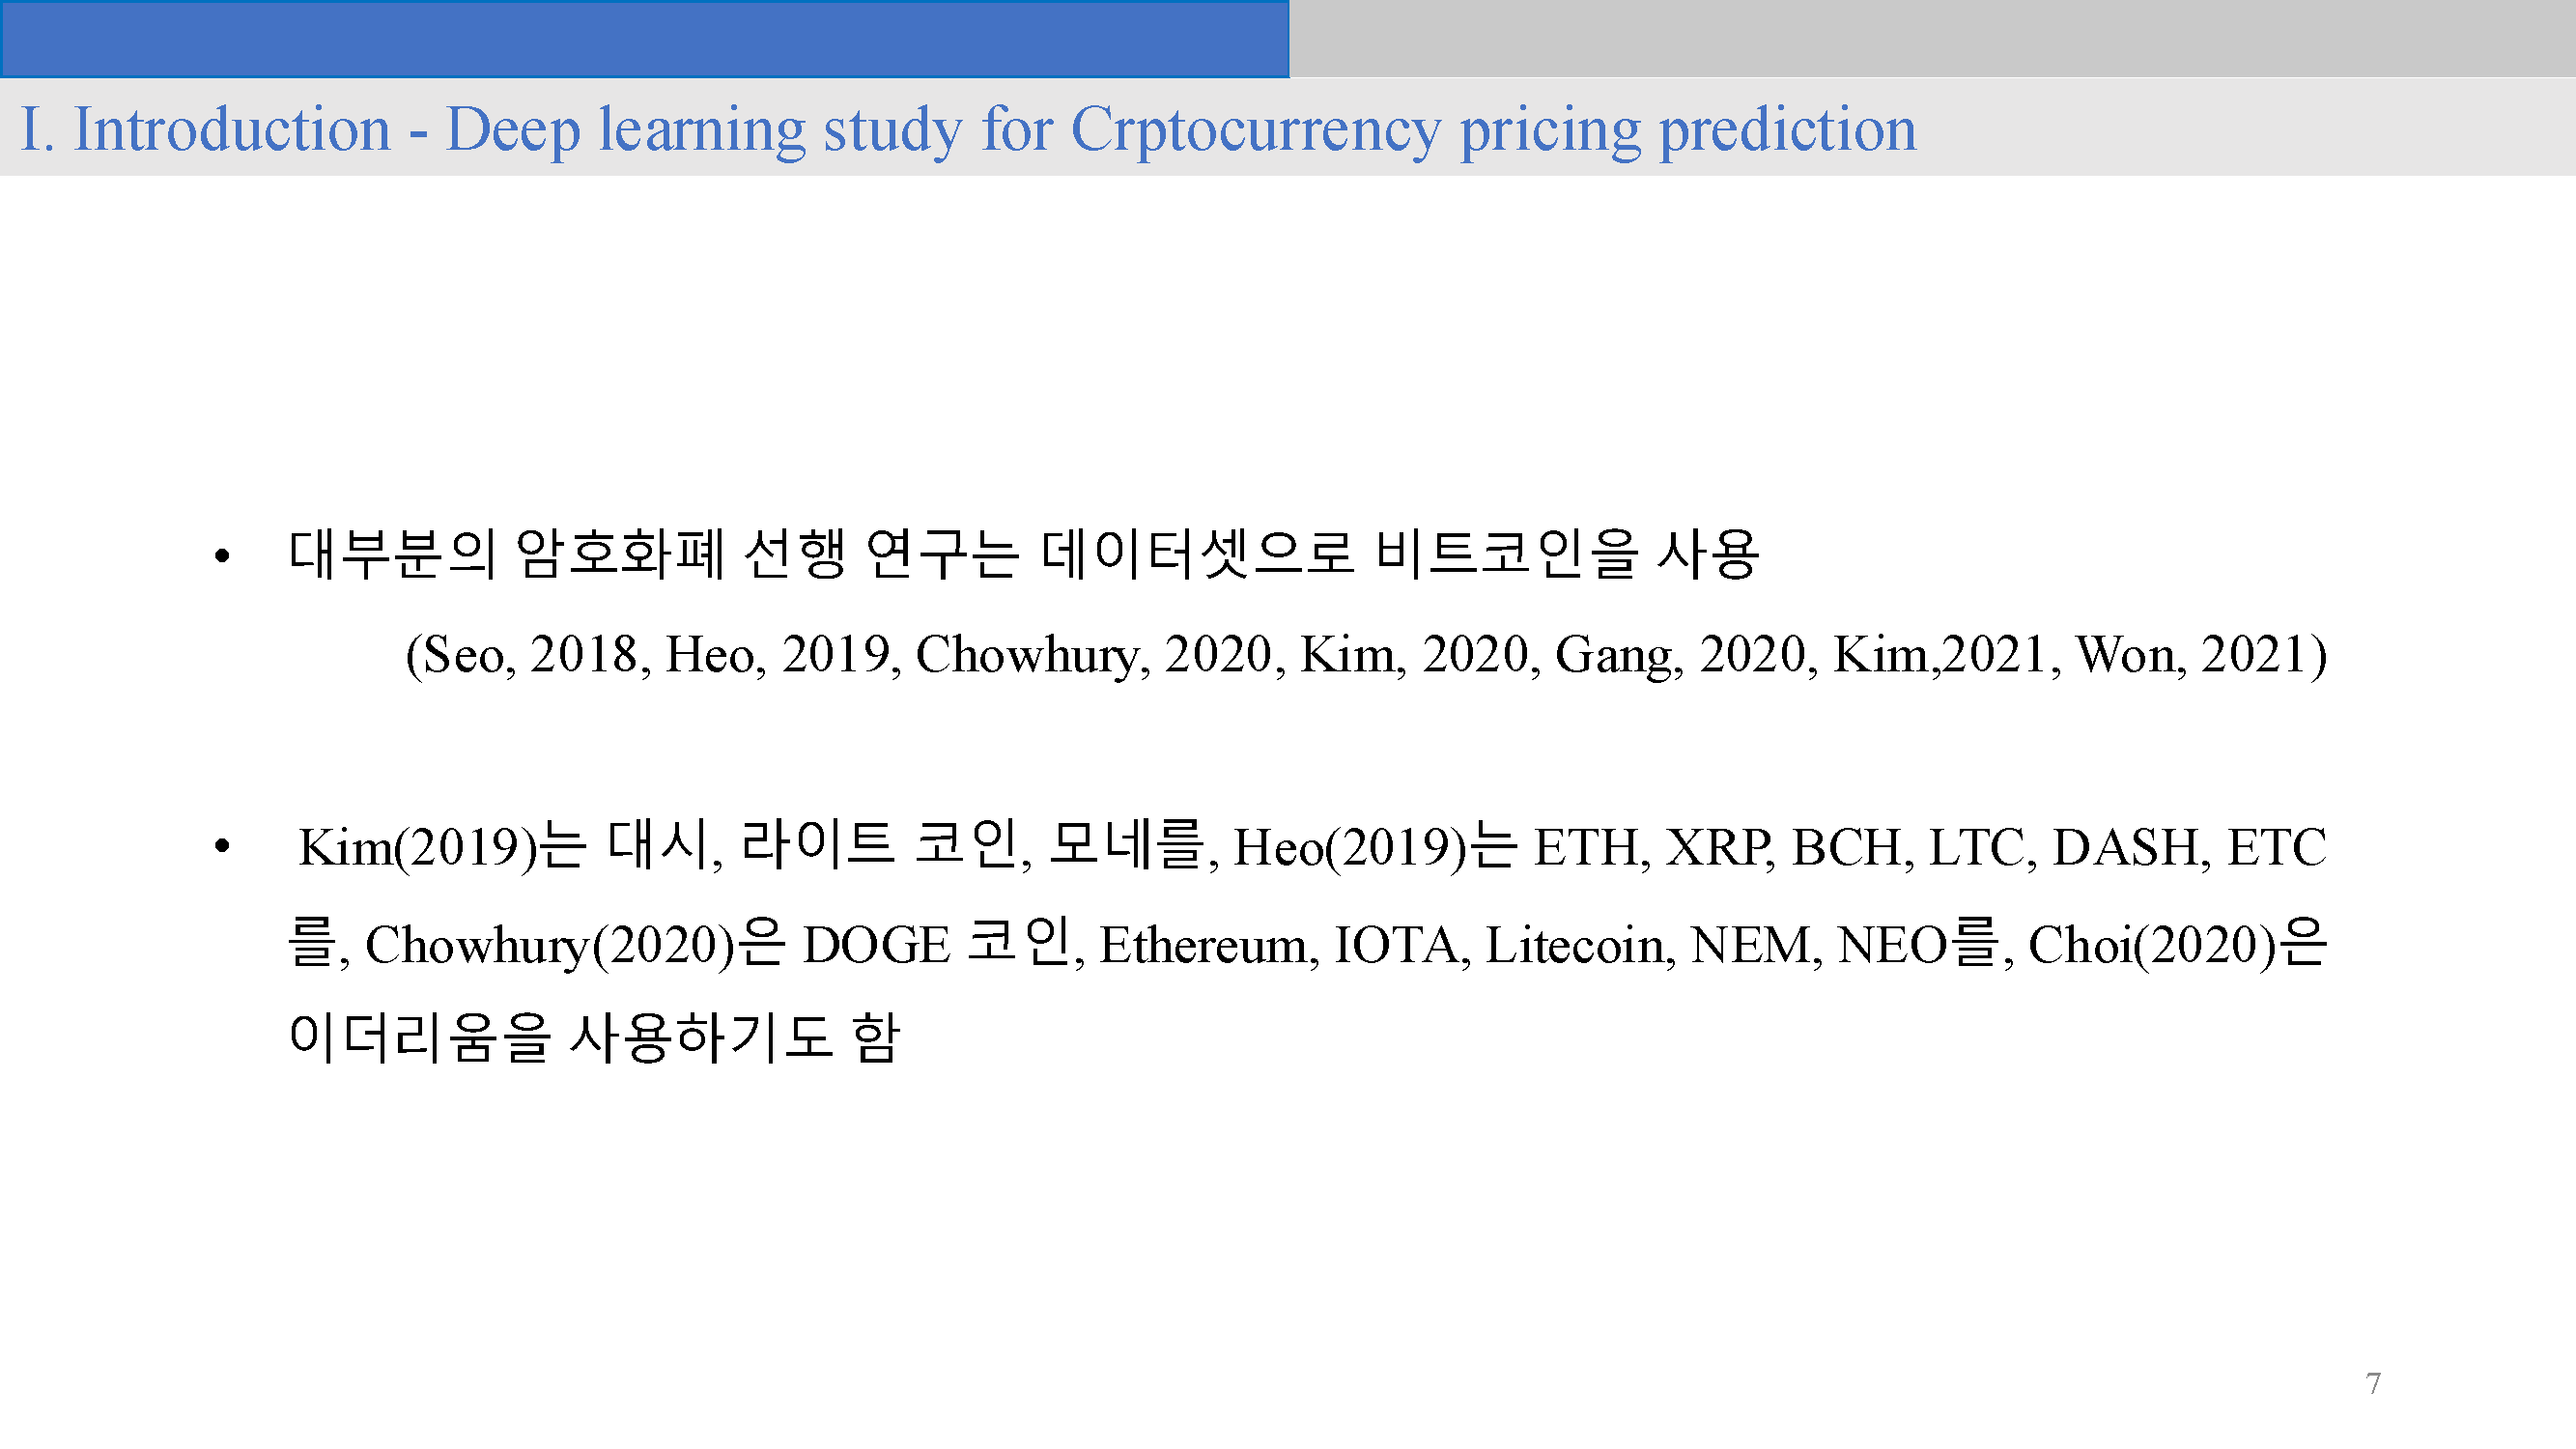 I. Introduction - Deep learning study for Crptocurrency pricing prediction
• 대부분의 암호화폐 선행 연구는 데이터셋으로 비트코인을 사용
(Seo, 2018, Heo, 2019, Chowhury, 2020, Kim, 2020, Gang, 2020, Kim,2021, Won, 2021)
• Kim(2019)는 대시, 라이트 코인, 모네를, Heo(2019)는 ETH, XRP, BCH, LTC, DASH, ETC
를, Chowhury(2020)은 DOGE 코인, Ethereum, IOTA, Litecoin, NEM, NEO를, Choi(2020)은
이더리움을 사용하기도 함
7